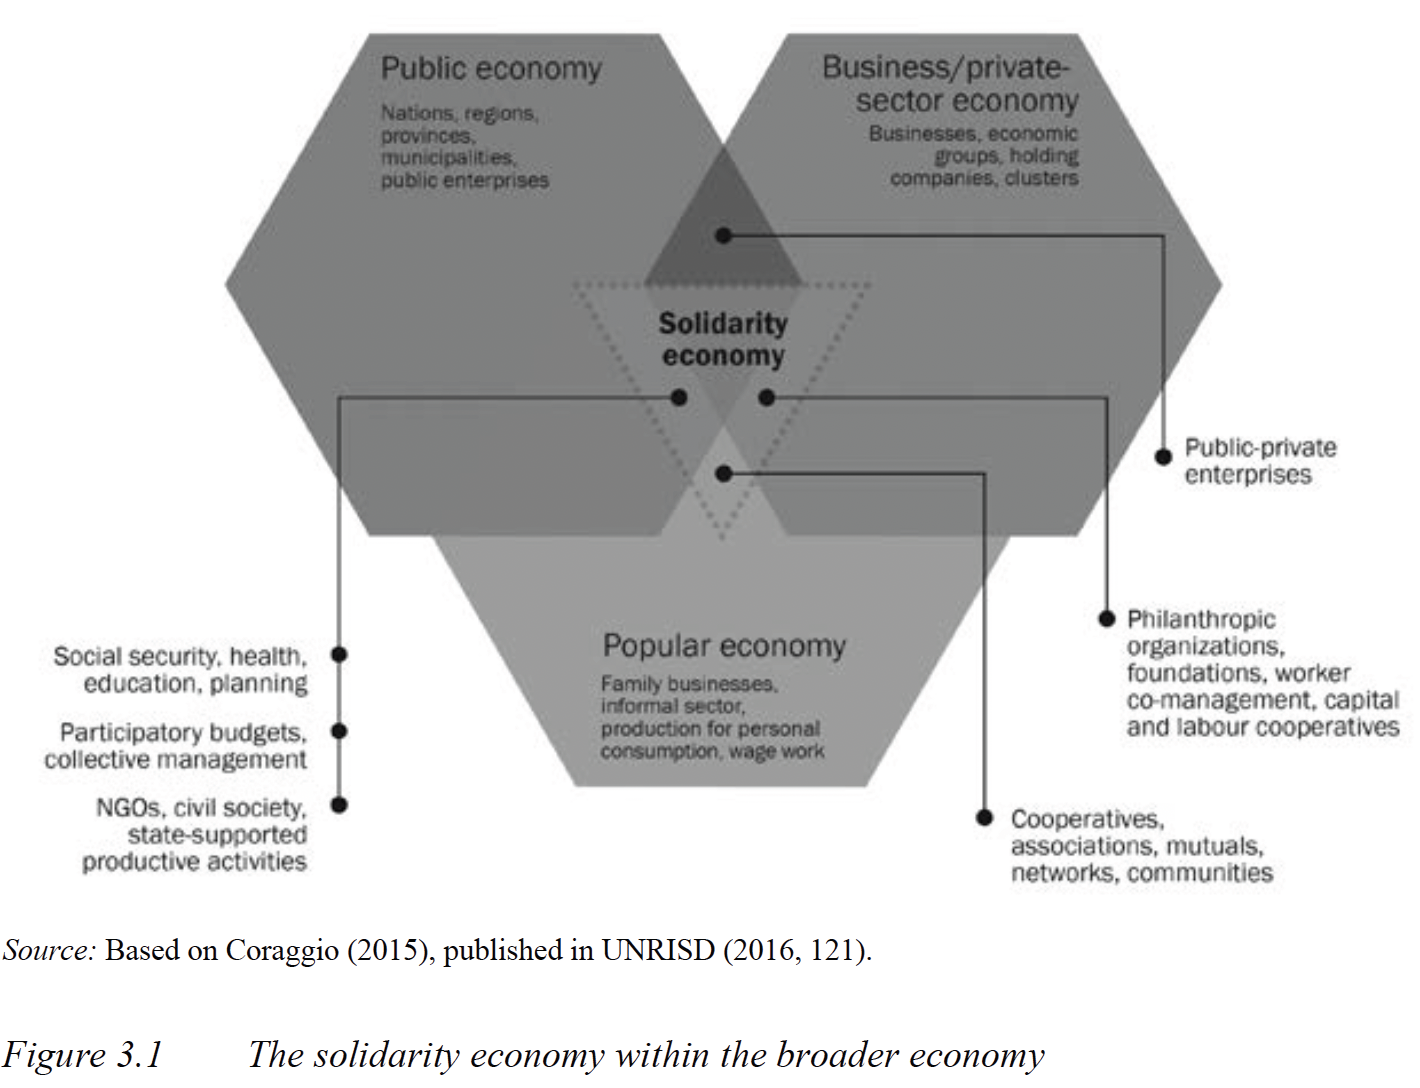 Public economy
Nations, regions,
provinces,
municipalities,
public enterprises
Business/private-
sector economy
Businesses, economic
groups, holding
companies, clusters
Solidarity
economy
Public-private
enterprises
Philanthropic
organizations,
foundations, worker
co-management, capital
and labour cooperatives
Popular economy
Family businesses,
informal sector,
production for personal
consumption, wage work
Social security, health,
education, planning
Participatory budgets,
collective management
NGOs, civil society,
state-supported
productive activities
Cooperatives,
associations, mutuals,
networks, communities
Source: Based on Coraggio (2015), published in UNRISD (2016, 121).
Figure 3.1 The solidarity economy within the broader economy